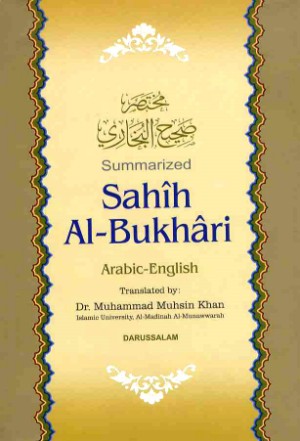 مختصر
صحيح البخاري
Summarized
Sahîh
Al-Bukhâri
Arabic-English
Translated by:
Dr. Muhammad Muhsin Khan
Islamic University, Al-Madinah Al-Munawwarah
DARUSSALAM